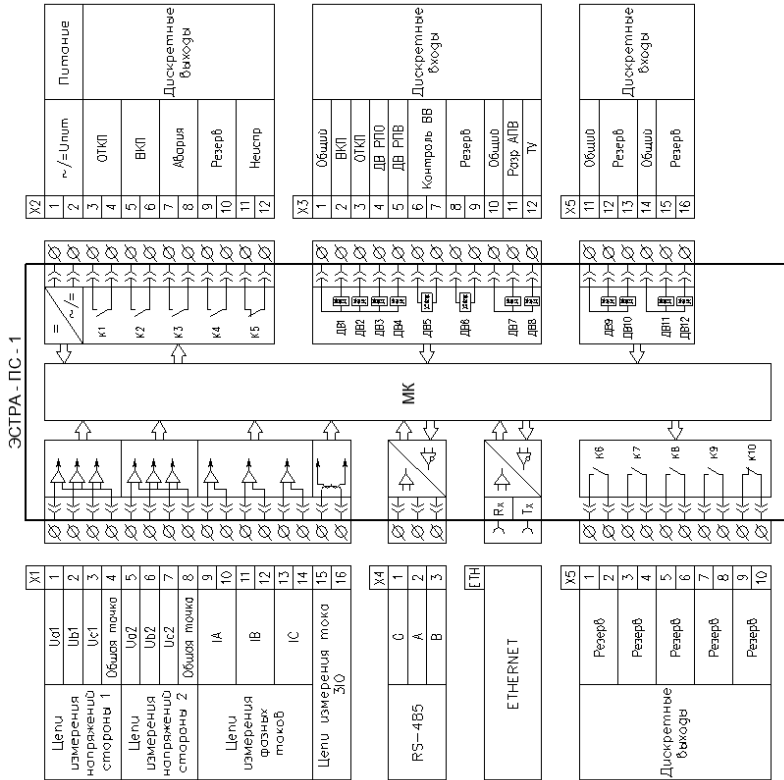 ЭСТРА - ПС - 1
X1
1
Ua1
2
Ub1
3
Uc1
4
Общая точка
Цепи
измерения
напряжений
стороны 1
5
Ua2
6
Ub2
7
Uc2
8
Общая точка
Цепи
измерения
напряжений
стороны 2
9
10
IA
11
12
IB
13
14
IC
Цепи
измерения
фазных
токов
15
16
Цепи измерения тока
3I0
X4
1
G
2
A
3
B
RS-485
ETH
ETHERNET
Rx
Tx
X5
1
2
Резерв
3
4
Резерв
5
6
Резерв
7
8
Резерв
9
10
Резерв
Дискретные
выходы
К6
К7
К8
К9
К10
МК
=
~/=
К1
К2
К3
К4
К5
X2
1
2
~/=Uпит
Питание
3
4
ОТКП
5
6
ВКП
7
8
Авария
9
10
Резерв
11
12
Неиспр
Дискретные
выходы
ДВ1
ДВ2
ДВ3
ДВ4
ДВ5
ДВ6
ДВ7
ДВ8
X3
1
Общий
2
ВКП
3
ОТКП
4
ДВ РПО
5
ДВ РПВ
6
7
Контроль ВВ
8
9
Резерв
10
Общий
11
Разр АПВ
12
ТУ
Дискретные
входы
ДВ9
ДВ10
ДВ11
ДВ12
X5
11
Общий
12
13
Резерв
14
Общий
15
16
Резерв
Дискретные
входы